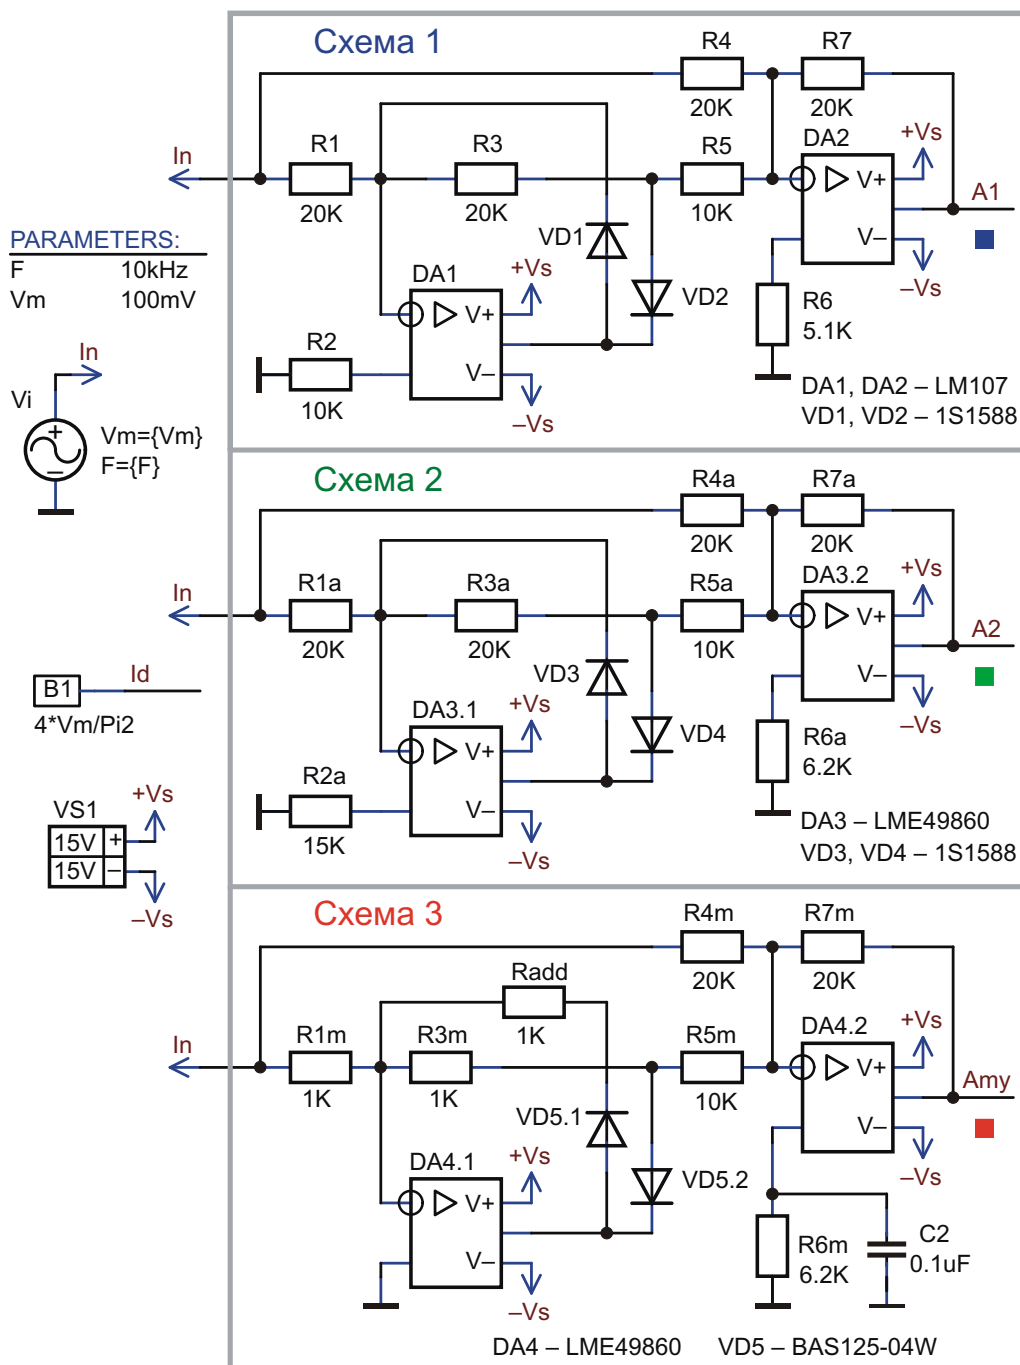 Схема 1
R4
R7
20K
20K
In
R1
R3
R5
DA2
+Vs
20K
20K
10K
V+
A1
V–
–Vs
PARAMETERS:
F 10kHz
Vm 100mV
VD1
DA1
+Vs
V+
VD2
R6
5.1K
In
R2
V–
10K
–Vs
Vi
Vm={Vm}
F={F}
DA1, DA2 – LM107
VD1, VD2 – 1S1588
Схема 2
R4a
R7a
20K
20K
In
R1a
R3a
R5a
DA3.2
+Vs
20K
20K
10K
V+
A2
V–
–Vs
B1
Id
4*Vm/Pi2
VD3
DA3.1
+Vs
V+
VD4
R6a
6.2K
R2a
V–
15K
–Vs
VS1
+Vs
15V +
15V –
–Vs
DA3 – LME49860
VD3, VD4 – 1S1588
Схема 3
R4m
R7m
20K
20K
Radd
1K
In
R1m
R3m
R5m
DA4.2
+Vs
1K
1K
10K
V+
Amy
V–
–Vs
VD5.1
DA4.1
+Vs
V+
VD5.2
V–
–Vs
R6m
6.2K
C2
0.1uF
DA4 – LME49860 VD5 – BAS125-04W